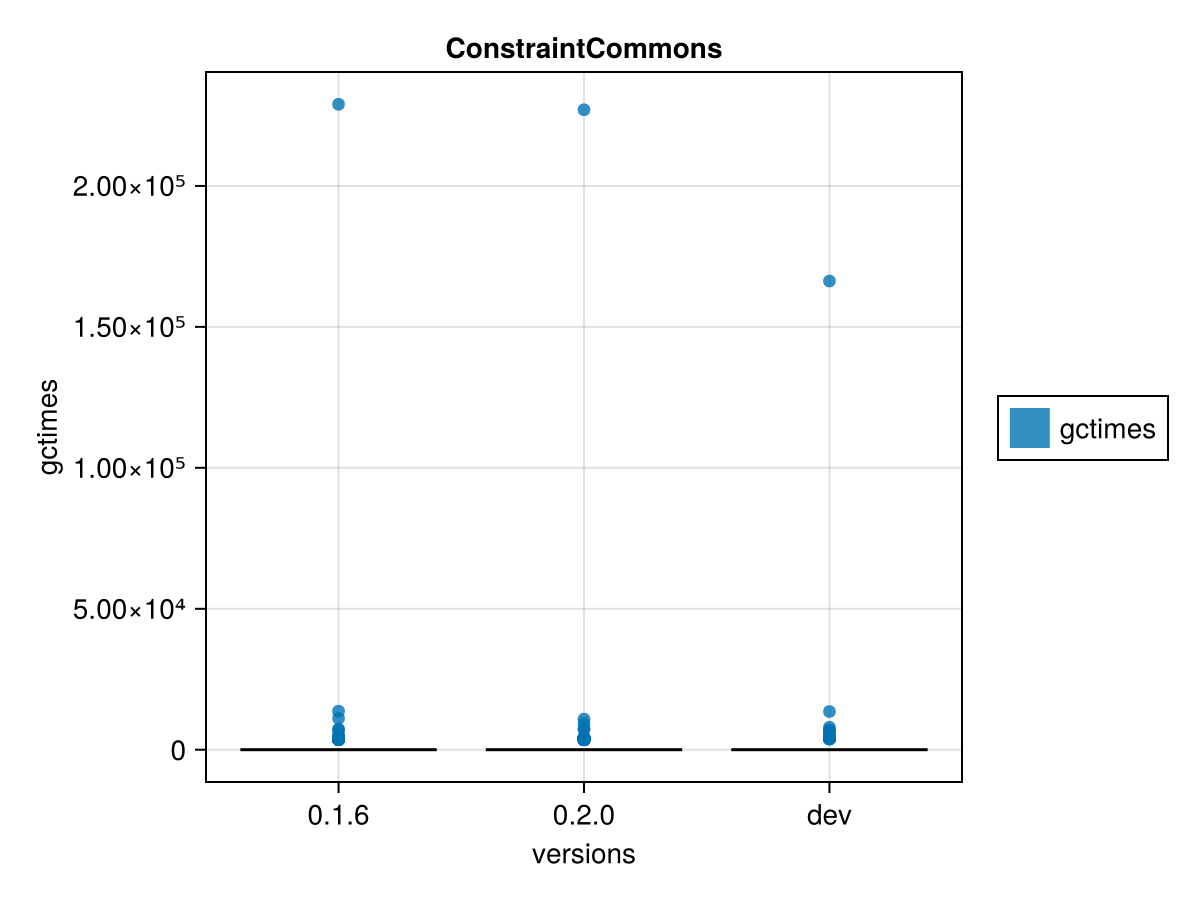 ConstraintCommons
gctimes
2.00×10⁵
1.50×10⁵
1.00×10⁵
5.00×10⁴
0
0.1.6
0.2.0
dev
versions
gctimes